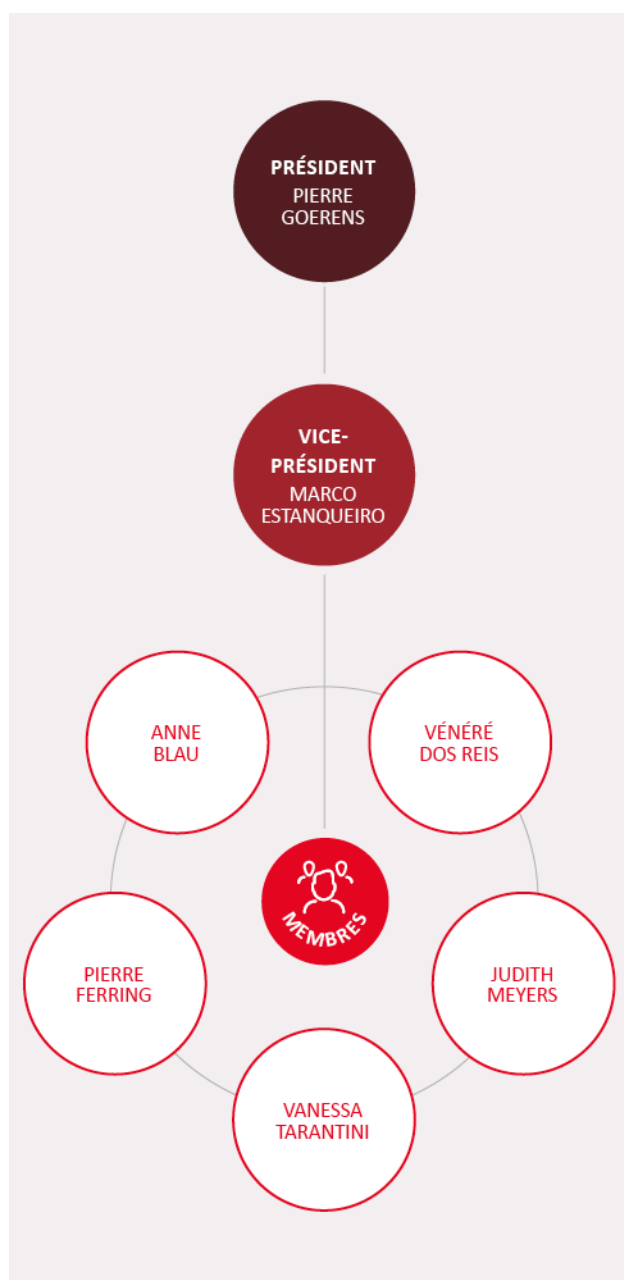 PRÉSIDENT
PIERRE
GOERENS
VICE-
PRÉSIDENT
MARCO
ESTANQUEIRO
ANNE
BLAU
VÉNÉRÉ
DOS REIS
MEMBRES
PIERRE
FERRING
JUDITH
MEYERS
VANESSA
TARANTINI